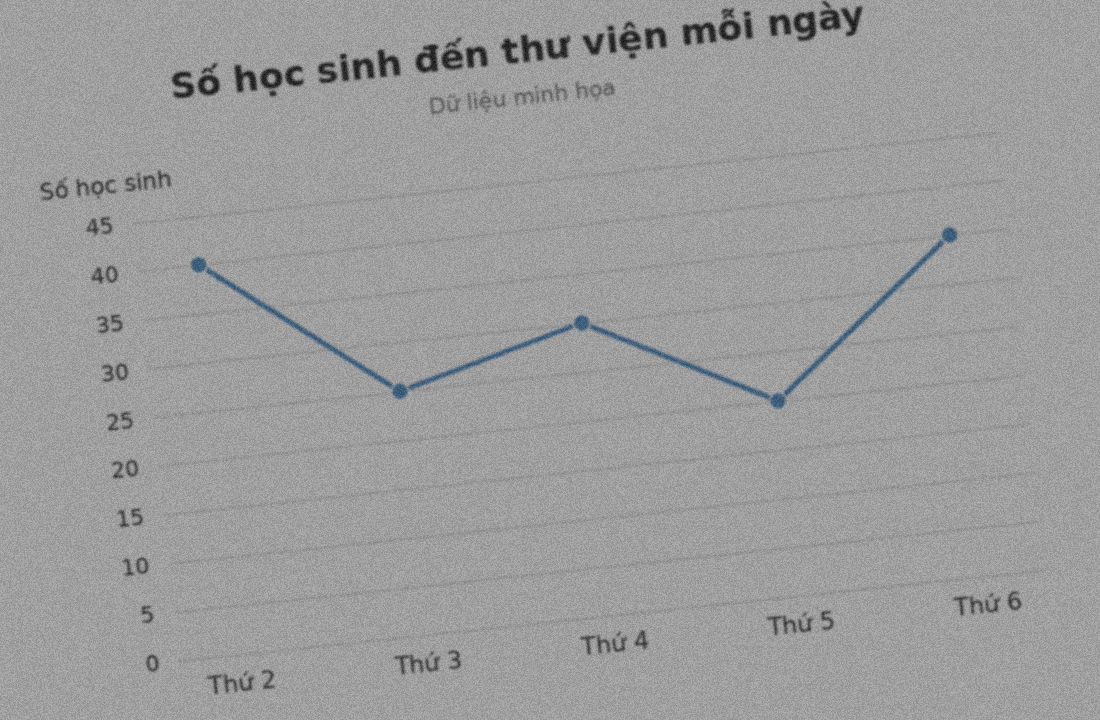 Số học sinh đến thư viện mỗi ngày
Dữ liệu minh họa
Số học sinh
45
40
35
30
25
20
15
10
5
0
Thứ 2
Thứ 3
Thứ 4
Thứ 5
Thứ 6